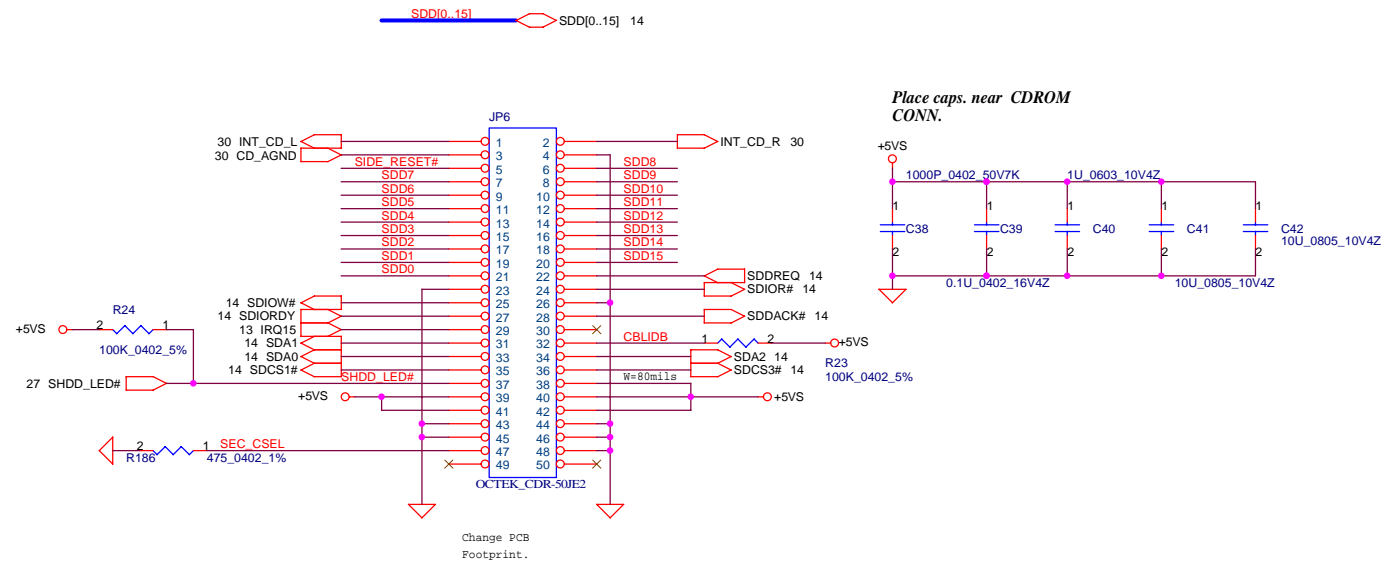 SDD[0..15]
SDD[0..15] 14
Place caps. near CDROM
CONN.
JP6
+5VS
30 INT_CD_L 1 2 INT_CD_R 30
30 CD_AGND 3 4
SIDE_RESET# 5 6 SDD8
SDD7 7 8 SDD9
SDD6 9 10 SDD10
SDD5 11 12 SDD11
SDD4 13 14 SDD12
SDD3 15 16 SDD13
SDD2 17 18 SDD14
SDD1 19 20 SDD15
SDD0 21 22 SDDREQ 14
23 24 SDIOR# 14
14 SDIOW# 25 26
14 SDIORDY 27 28 SDDACK# 14
13 IRQ15 29 30
14 SDA1 31 32 CBLIDB 1 2 +5VS
14 SDA0 33 34 SDA2 14
14 SDCS1# 35 36 SDCS3# 14
27 SHDD_LED# SHDD_LED# 37 38 W=80mils
+5VS 39 40 +5VS
41 42
43 44
45 46
2 1 SEC_CSEL 47 48
49 50
R186 475_0402_1%
OCTEK_CDR-50JE2
R24
+5VS 2 1
100K_0402_5%
R23
100K_0402_5%
1000P_0402_50V7K 1U_0603_10V4Z
1 1 1 1 1
C38 C39 C40 C41 C42
10U_0805_10V4Z
2 2 2 2 2
0.1U_0402_16V4Z 10U_0805_10V4Z
Change PCB
Footprint.